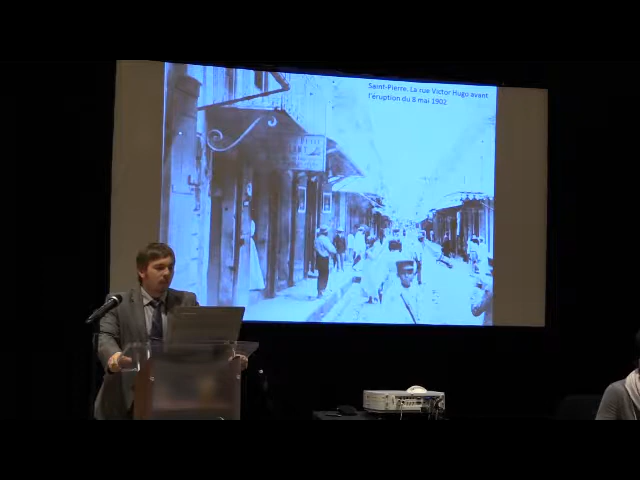 Saint-Pierre. La rue Victor Hugo avant
l'éruption du 8 mai 1902